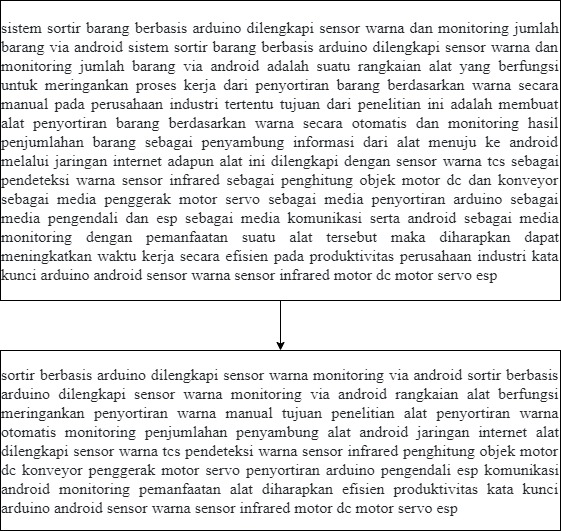 sistem sortir barang berbasis arduino dilengkapi sensor warna dan monitoring jumlah
barang via android sistem sortir barang berbasis arduino dilengkapi sensor warna dan
monitoring jumlah barang via android adalah suatu rangkaian alat yang berfungsi
untuk meringankan proses kerja dari penyortiran barang berdasarkan warna secara
manual pada perusahaan industri tertentu tujuan dari penelitian ini adalah membuat
alat penyortiran barang berdasarkan warna secara otomatis dan monitoring hasil
penjumlahan barang sebagai penyambung informasi dari alat menuju ke android
melalui jaringan internet adapun alat ini dilengkapi dengan sensor warna tcs sebagai
pendeteksi warna sensor infrared sebagai penghitung objek motor dc dan konveyor
sebagai media penggerak motor servo sebagai media penyortiran arduino sebagai
media pengendali dan esp sebagai media komunikasi serta android sebagai media
monitoring dengan pemanfaatan suatu alat tersebut maka diharapkan dapat
meningkatkan waktu kerja secara efisien pada produktivitas perusahaan industri kata
kunci arduino android sensor warna sensor infrared motor dc motor servo esp
sortir berbasis arduino dilengkapi sensor warna monitoring via android sortir berbasis
arduino dilengkapi sensor warna monitoring via android rangkaian alat berfungsi
meringankan penyortiran warna manual tujuan penelitian alat penyortiran warna
otomatis monitoring penjumlahan penyambung alat android jaringan internet alat
dilengkapi sensor warna tcs pendeteksi warna sensor infrared penghitung objek motor
dc konveyor penggerak motor servo penyortiran arduino pengendali esp komunikasi
android monitoring pemanfaatan alat diharapkan efisien produktivitas kata kunci
arduino android sensor warna sensor infrared motor dc motor servo esp